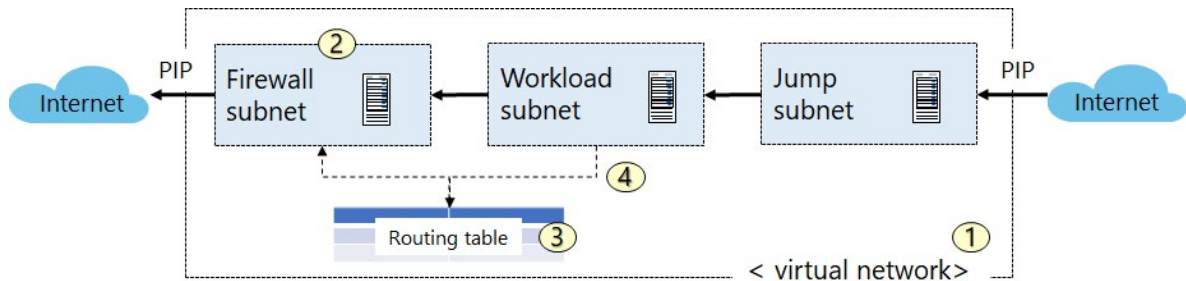 2
PIP
Firewall
subnet
Workload
subnet
Jump
subnet
PIP
Internet
Internet
4
Routing table
3
1
< virtual network>